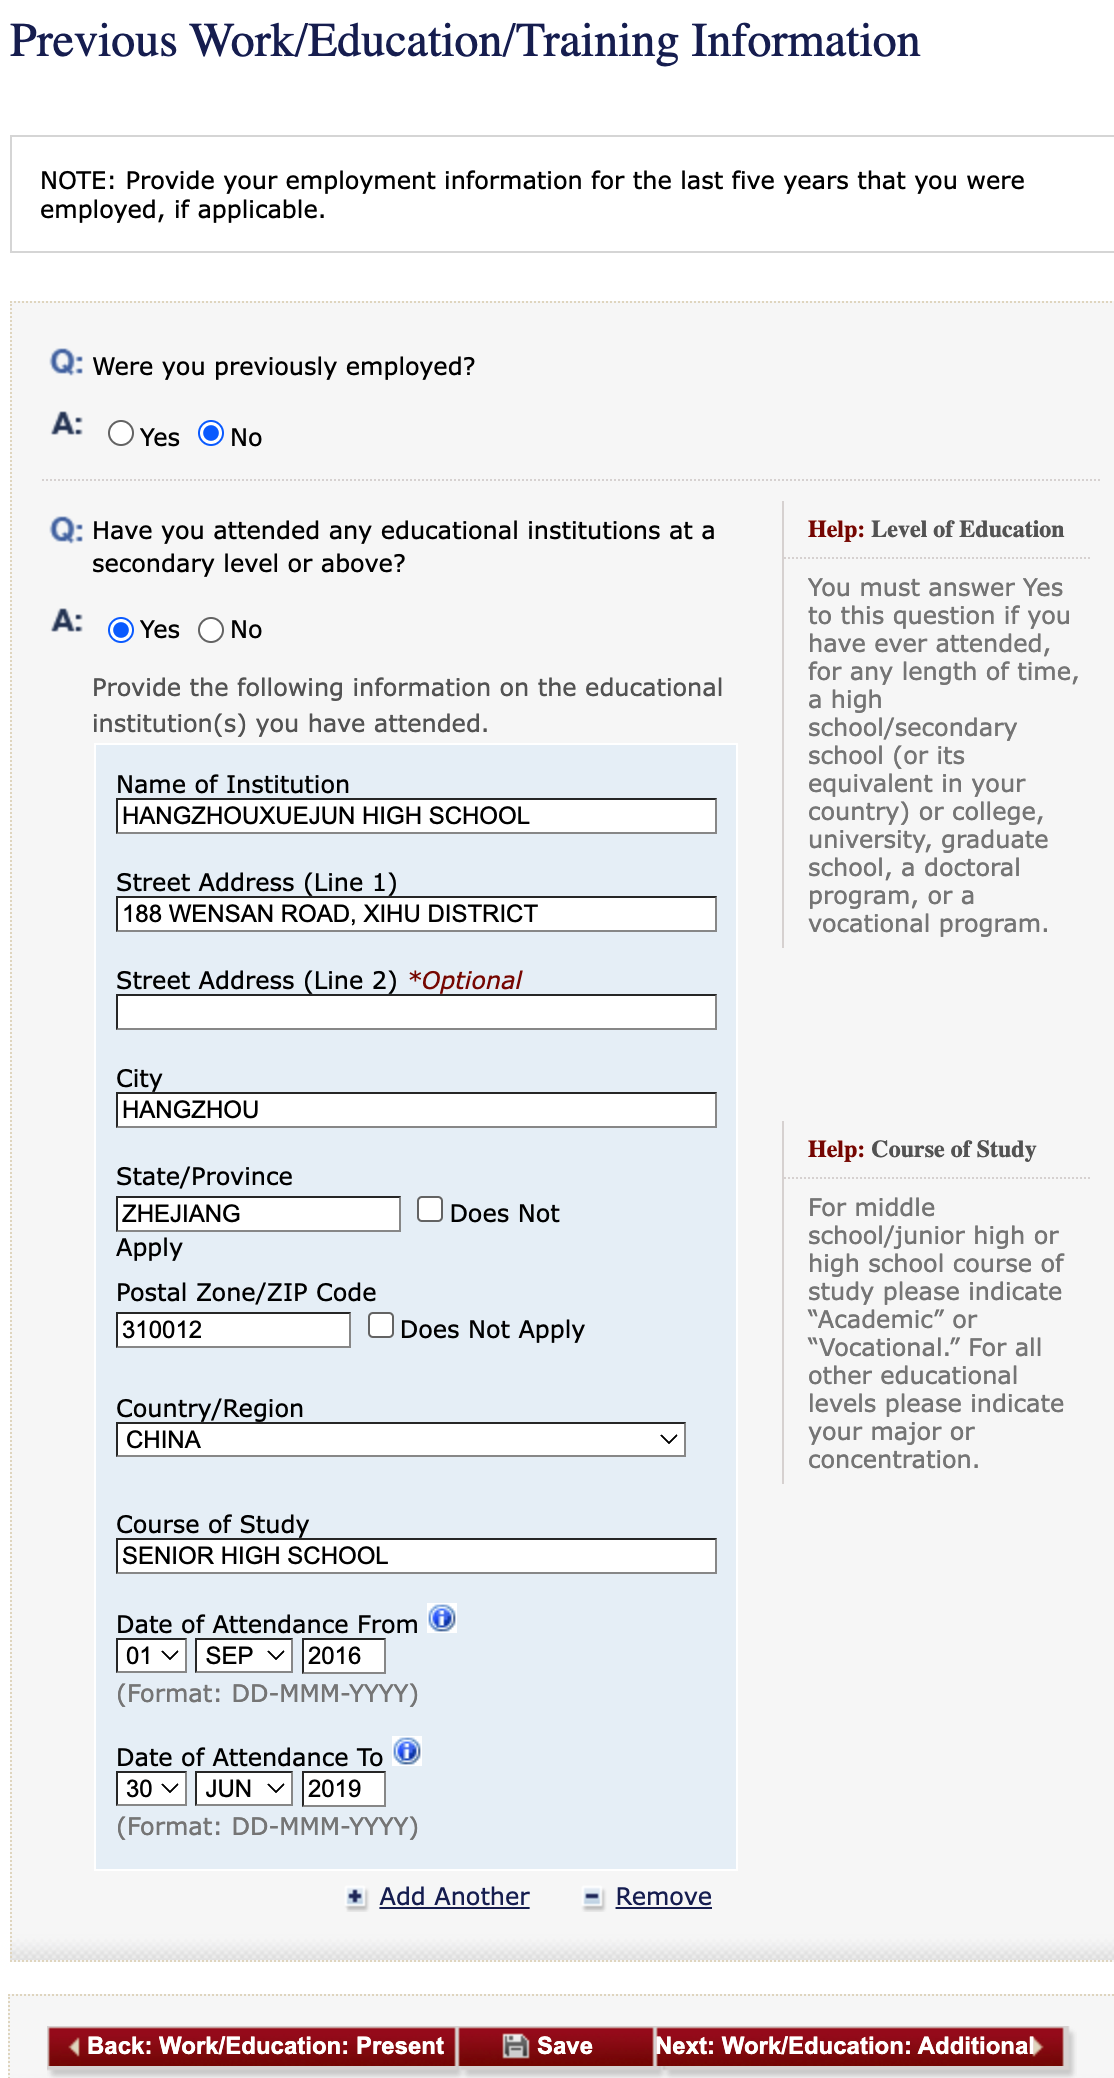 Previous Work/Education/Training Information
NOTE: Provide your employment information for the last five years that you were
employed, if applicable.
Q: Were you previously employed?
A: Yes No
Q: Have you attended any educational institutions at a
secondary level or above?
A: Yes No
Provide the following information on the educational
institution(s) you have attended.
Name of Institution
HANGZHOUXUEJUN HIGH SCHOOL
Street Address (Line 1)
188 WENSAN ROAD, XIHU DISTRICT
Street Address (Line 2) *Optional
City
HANGZHOU
State/Province
ZHEJIANG Does Not
Apply
Postal Zone/ZIP Code
310012 Does Not Apply
Country/Region
CHINA
Course of Study
SENIOR HIGH SCHOOL
Date of Attendance From
01 SEP 2016
(Format: DD-MMM-YYYY)
Date of Attendance To
30 JUN 2019
(Format: DD-MMM-YYYY)
Add Another Remove
Help: Level of Education
You must answer Yes
to this question if you
have ever attended,
for any length of time,
a high
school/secondary
school (or its
equivalent in your
country) or college,
university, graduate
school, a doctoral
program, or a
vocational program.
Help: Course of Study
For middle
school/junior high or
high school course of
study please indicate
“Academic” or
“Vocational.” For all
other educational
levels please indicate
your major or
concentration.
Back: Work/Education: Present Save Next: Work/Education: Additional